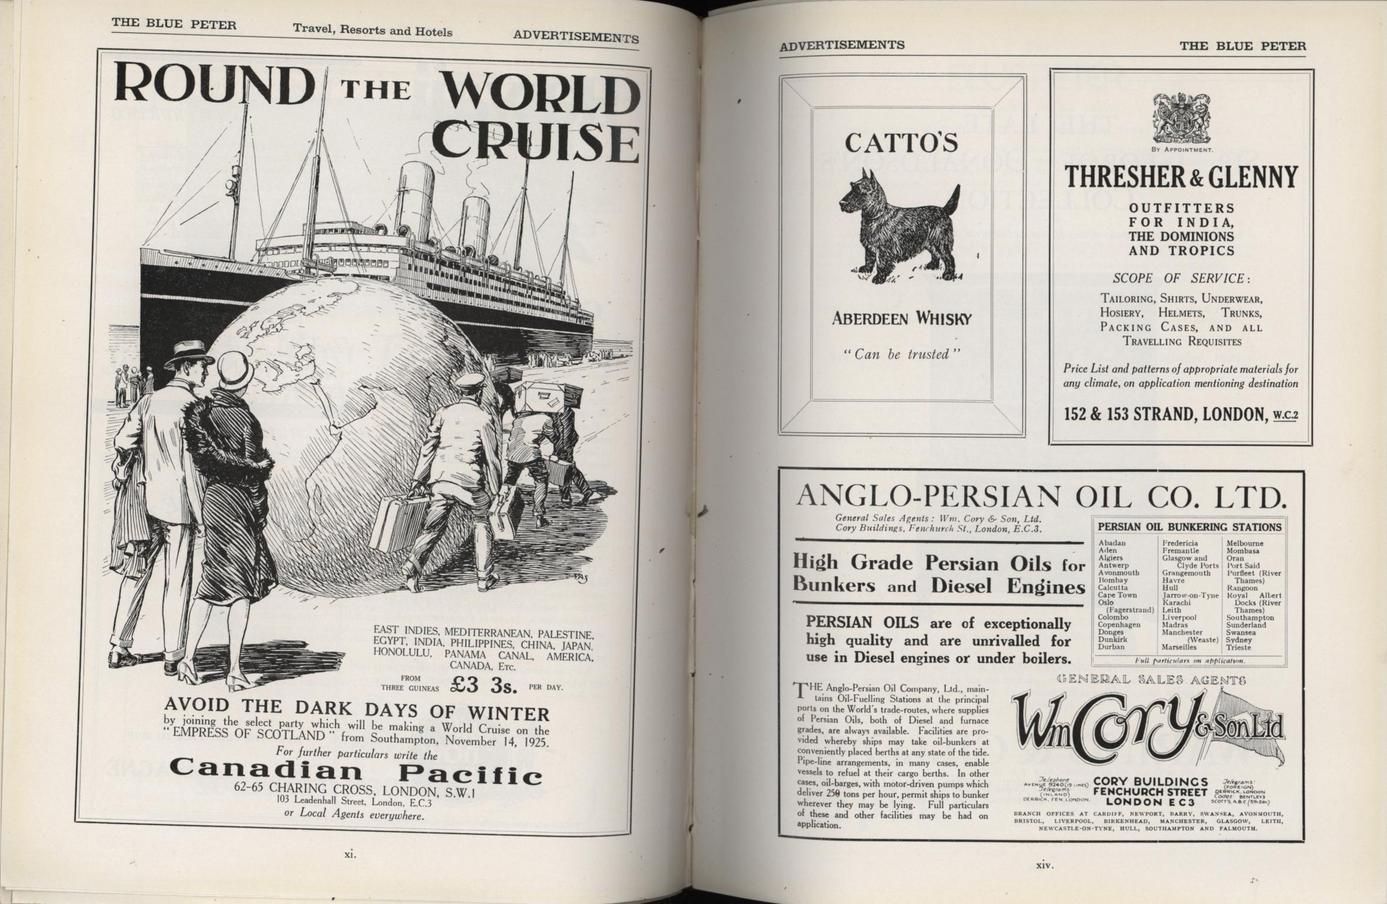 THE BLUE PETER Travel, Resorts and Hotels ADVERTISEMENTS
ROUND THE WORLD
CRUISE
EAST INDIES, MEDITERRANEAN, PALESTINE,
EGYPT, INDIA, PHILIPPINES, CHINA, JAPAN,
HONOLULU, PANAMA CANAL, AMERICA,
CANADA, Etc.
FROM
THREE GUINEAS £3 3s. PER DAY.
AVOID THE DARK DAYS OF WINTER
by joining the select party which will be making a World Cruise on the
"EMPRESS OF SCOTLAND" from Southampton, November 14, 1925.
For further particulars write the
Canadian Pacific
62-65 CHARING CROSS, LONDON, S.W.1
103 Leadenhall Street, London, E.C.3
or Local Agents everywhere.
xi.
ADVERTISEMENTS THE BLUE PETER
CATTO'S
ABERDEEN WHISKY
"Can be trusted"
BY APPOINTMENT.
THRESHER & GLENNY
OUTFITTERS
FOR INDIA,
THE DOMINIONS
AND TROPICS
SCOPE OF SERVICE:
TAILORING, SHIRTS, UNDERWEAR,
HOSIERY, HELMETS, TRUNKS,
PACKING CASES, AND ALL
TRAVELLING REQUISITES
Price List and patterns of appropriate materials for
any climate, on application mentioning destination
152 & 153 STRAND, LONDON, W.C.2
ANGLO-PERSIAN OIL CO. LTD.
General Sales Agents: Wm. Cory & Son, Ltd.
Cory Buildings, Fenchurch St., London, E.C.3.
High Grade Persian Oils for
Bunkers and Diesel Engines
PERSIAN OILS are of exceptionally
high quality and are unrivalled for
use in Diesel engines or under boilers.
THE Anglo-Persian Oil Company, Ltd., main-
tains Oil-Fuelling Stations at the principal
ports on the World's trade-routes, where supplies
of Persian Oils, both of Diesel and furnace
grades, are always available. Facilities are pro-
vided whereby ships may take oil-bunkers at
conveniently placed berths at any state of the tide.
Pipe-line arrangements, in many cases, enable
vessels to refuel at their cargo berths. In other
cases, oil-barges, with motor-driven pumps which
deliver 250 tons per hour, permit ships to bunker
wherever they may be lying. Full particulars
of these and other facilities may be had on
application.
PERSIAN OIL BUNKERING STATIONS
Abadan
Aden
Algiers
Antwerp
Avonmouth
Bombay
Calcutta
Cape Town
Oslo
(Fagerstrand)
Colombo
Copenhagen
Donges
Dunkirk
Durban
Fredericia
Fremantle
Glasgow and
Clyde Ports
Grangemouth
Havre
Hull
Jarrow-on-Tyne
Karachi
Leith
Liverpool
Madras
Manchester
(Weaste)
Marseilles
Melbourne
Mombasa
Oran
Port Said
Purfleet (River
Thames)
Rangoon
Royal Albert
Docks (River
Thames)
Southampton
Sunderland
Swansea
Sydney
Trieste
Full particulars on application.
GENERAL SALES AGENTS
Wm Cory & Son Ltd
Telephone
Telegrams
(INLAND)
DERRICK, FEN, LONDON.
CORY BUILDINGS
FENCHURCH STREET
LONDON EC3
Telegrams:
(FOREIGN)
DERRICK, LONDON
Codes: BENTLEYS
BRANCH OFFICES AT CARDIFF, NEWPORT, BARRY, SWANSEA, AVONMOUTH,
BRISTOL, LIVERPOOL, BIRKENHEAD, MANCHESTER, GLASGOW, LEITH,
NEWCASTLE-ON-TYNE, HULL, SOUTHAMPTON AND FALMOUTH.
xiv.